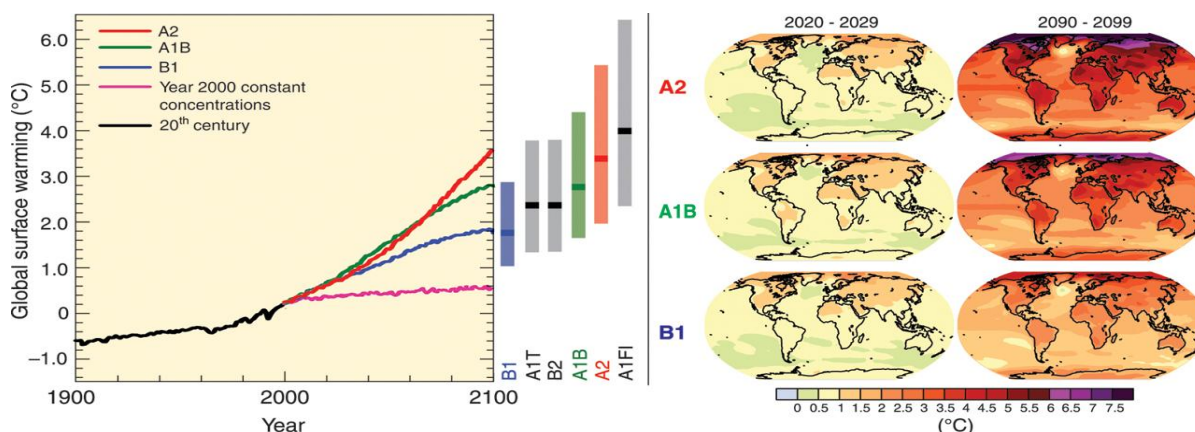 Global surface warming (°C)
6.0
5.0
4.0
3.0
2.0
1.0
0
–1.0
A2
A1B
B1
Year 2000 constant
concentrations
20th century
1900
2000
2100
Year
B1
A1T
B2
A1B
A2
A1FI
2020 - 2029
2090 - 2099
A2
A1B
B1
0 0.5 1 1.5 2 2.5 3 3.5 4 4.5 5 5.5 6 6.5 7 7.5
(°C)